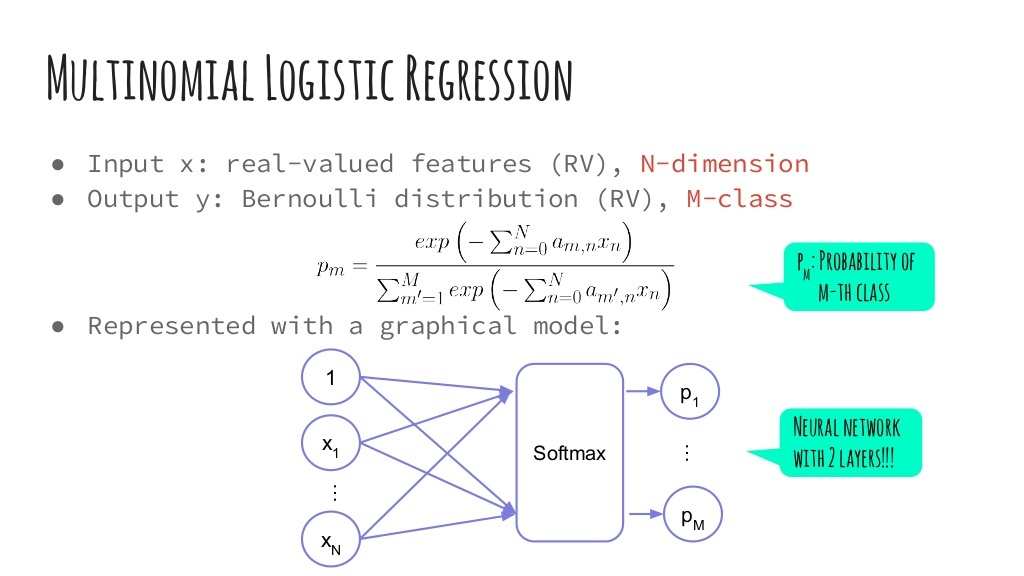 Multinomial Logistic Regression
● Input x: real-valued features (RV), N-dimension
● Output y: Bernoulli distribution (RV), M-class
p_m = exp(−∑_{n=0}^{N} a_{m,n}x_n) / ∑_{m'=1}^{M} exp(−∑_{n=0}^{N} a_{m',n}x_n)
p_M: Probability of
m-th class
● Represented with a graphical model:
1
x_1
⋮
x_N
Softmax
p_1
⋮
p_M
Neural network
with 2 layers!!!